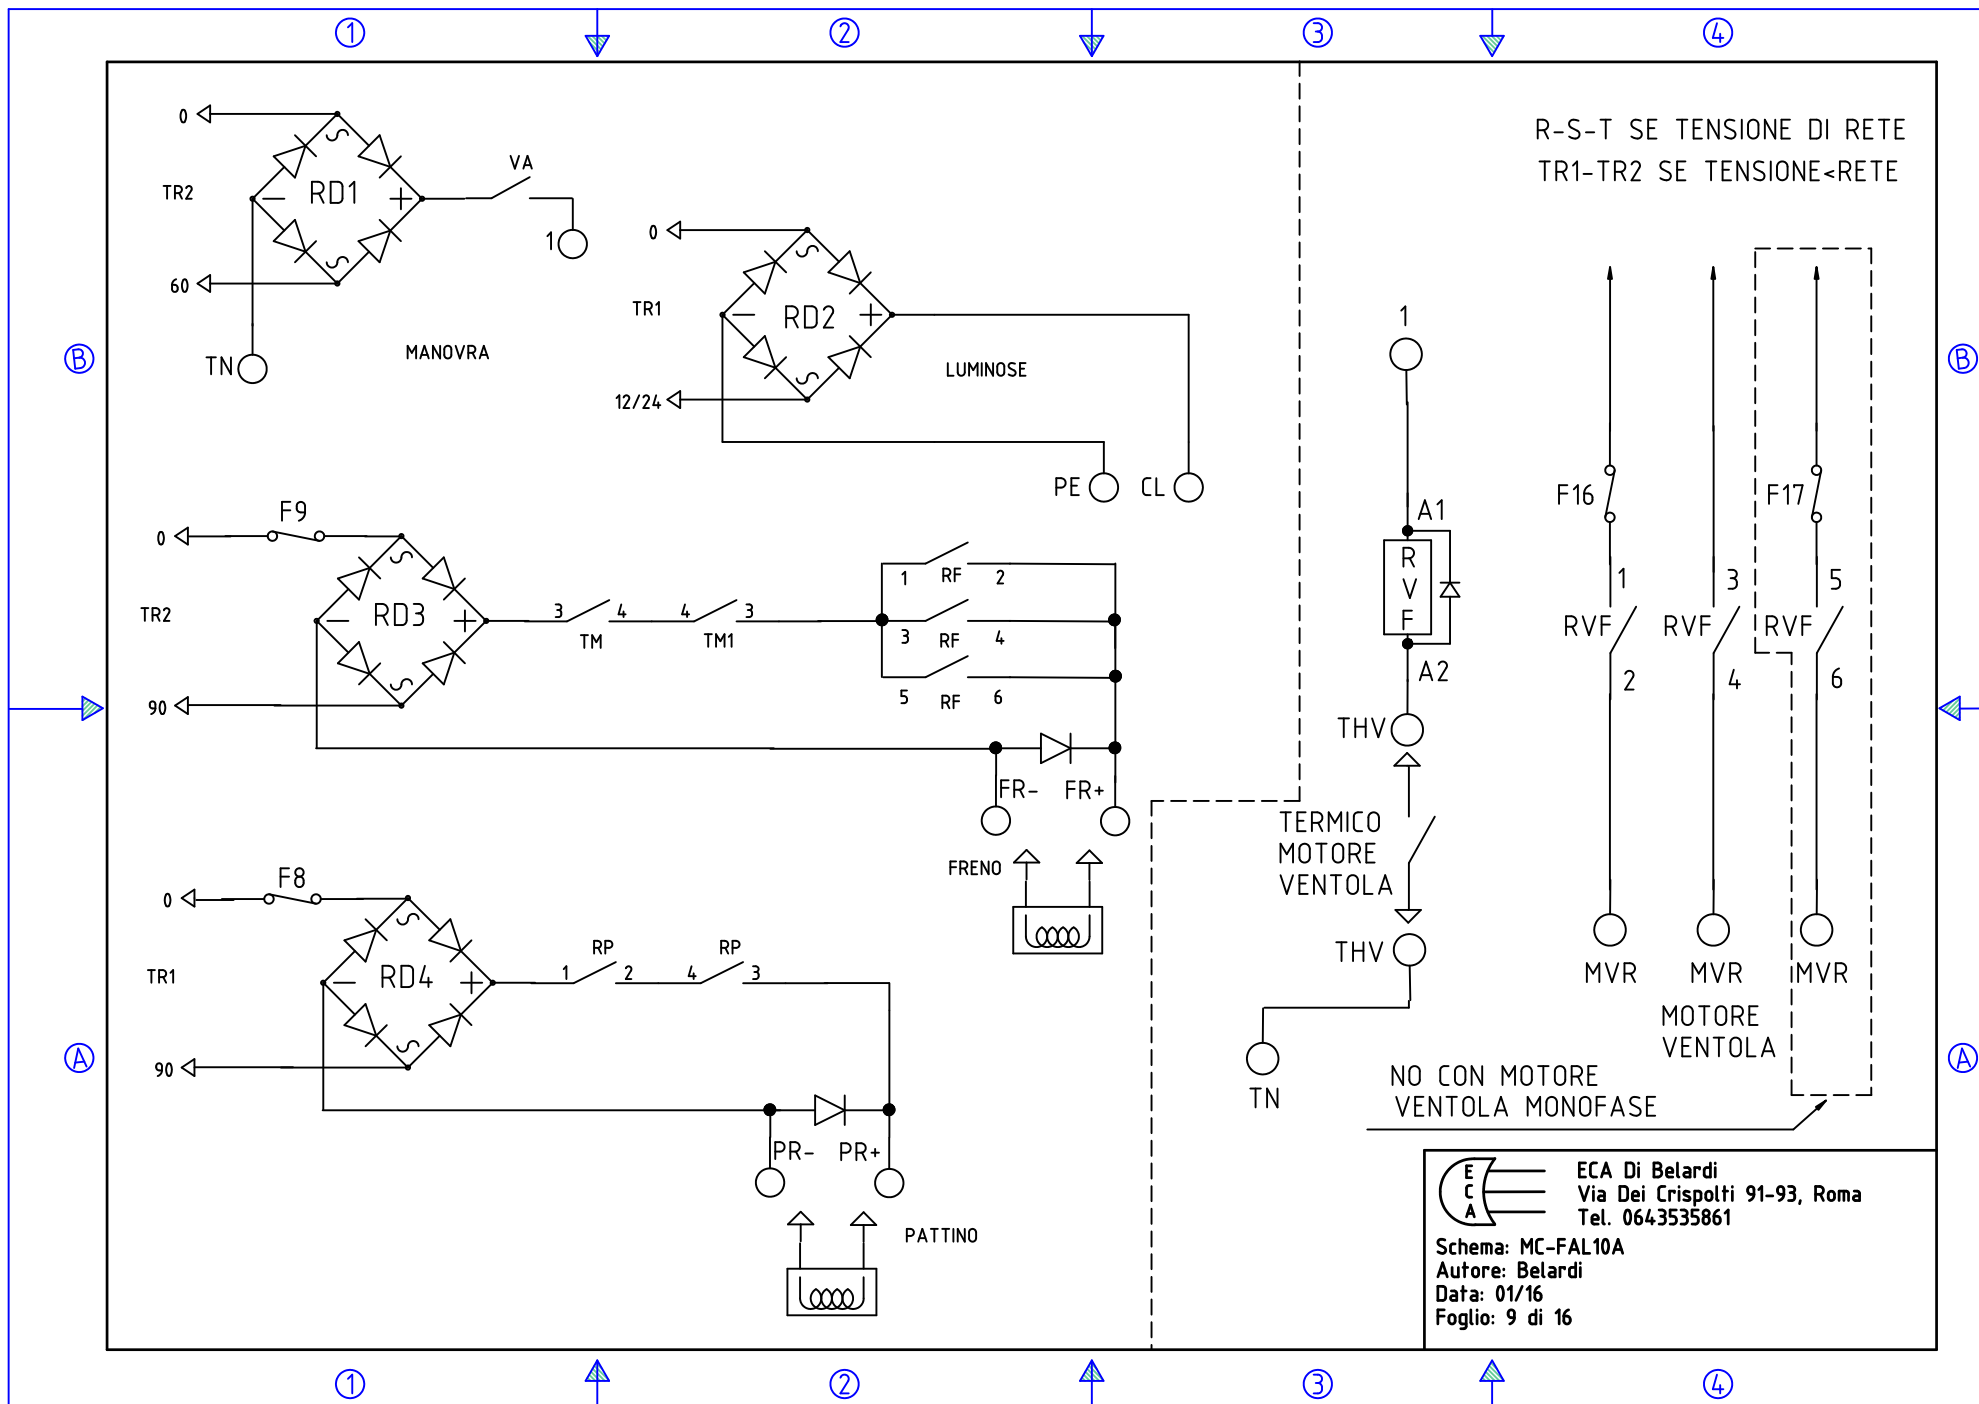 1
2
3
4
R-S-T SE TENSIONE DI RETE
TR1-TR2 SE TENSIONE<RETE
0
TR2
RD1
60
TN
VA
1
MANOVRA
0
TR1
RD2
12/24
LUMINOSE
PE
CL
B
B
F9
0
TR2
RD3
90
3
4
TM
4
3
TM1
1
RF
2
3
RF
4
5
RF
6
FR-
FR+
FRENO
F8
0
TR1
RD4
90
RP
1
2
RP
4
3
PR-
PR+
PATTINO
A
A
1
A1
R
V
F
A2
THV
TERMICO
MOTORE
VENTOLA
THV
TN
F16
F17
1
3
5
RVF
RVF
RVF
2
4
6
MVR
MVR
MVR
MOTORE
VENTOLA
NO CON MOTORE
VENTOLA MONOFASE
E
C
A
ECA Di Belardi
Via Dei Crispolti 91-93, Roma
Tel. 0643535861
Schema: MC-FAL10A
Autore: Belardi
Data: 01/16
Foglio: 9 di 16
1
2
3
4